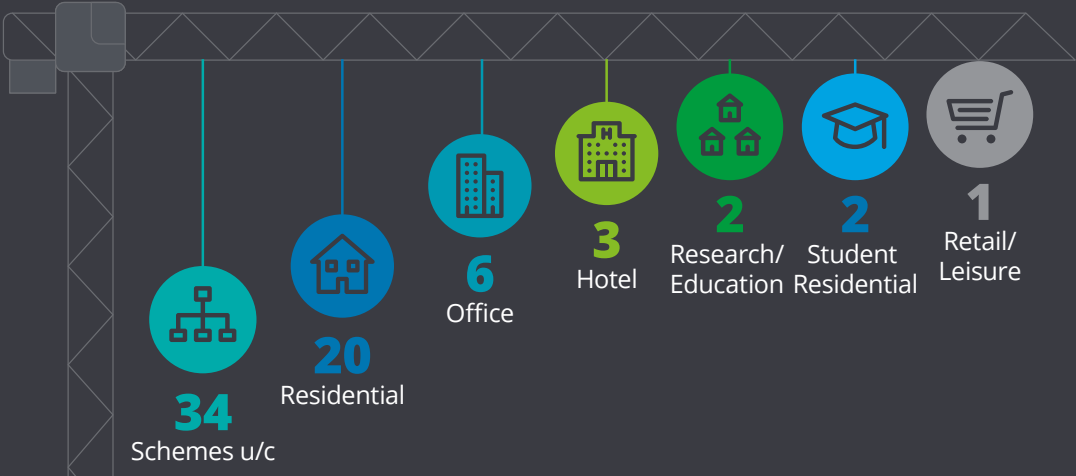 34
Schemes u/c
20
Residential
6
Office
H
3
Hotel
2
Research/
Education
2
Student
Residential
1
Retail/
Leisure